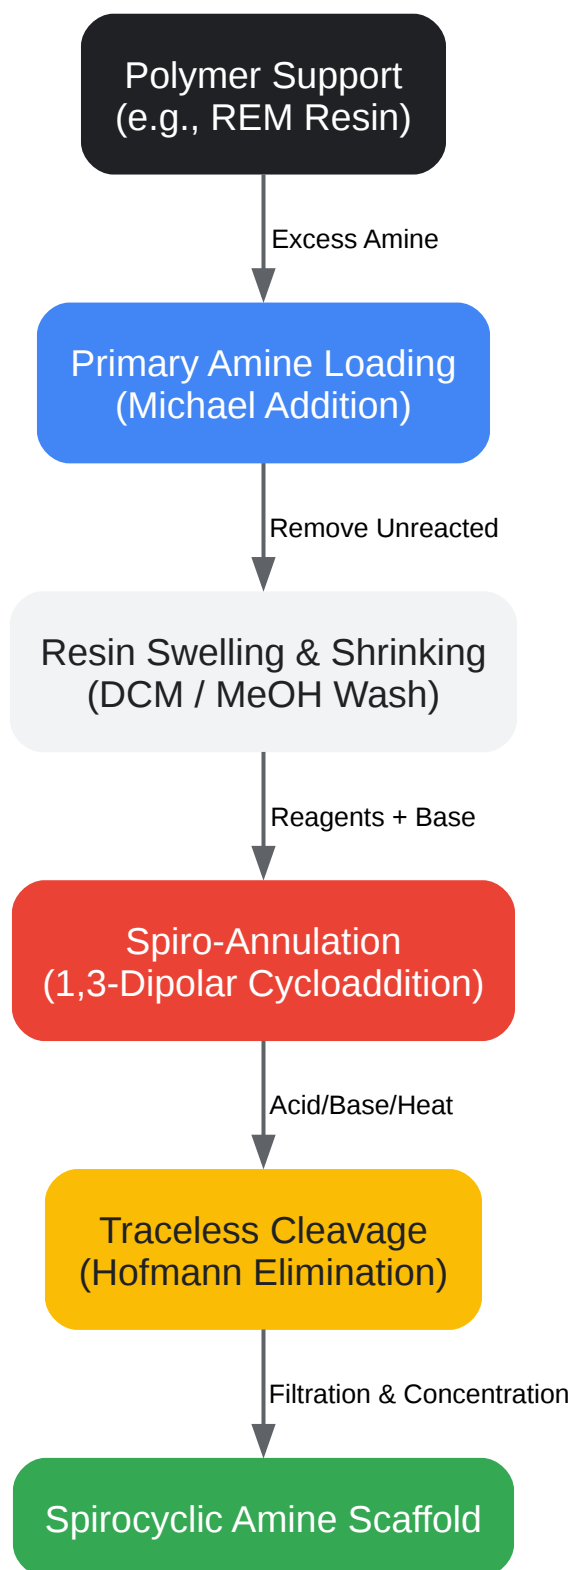 Polymer Support
(e.g., REM Resin)
Excess Amine
Primary Amine Loading
(Michael Addition)
Remove Unreacted
Resin Swelling & Shrinking
(DCM / MeOH Wash)
Reagents + Base
Spiro-Annulation
(1,3-Dipolar Cycloaddition)
Acid/Base/Heat
Traceless Cleavage
(Hofmann Elimination)
Filtration & Concentration
Spirocyclic Amine Scaffold